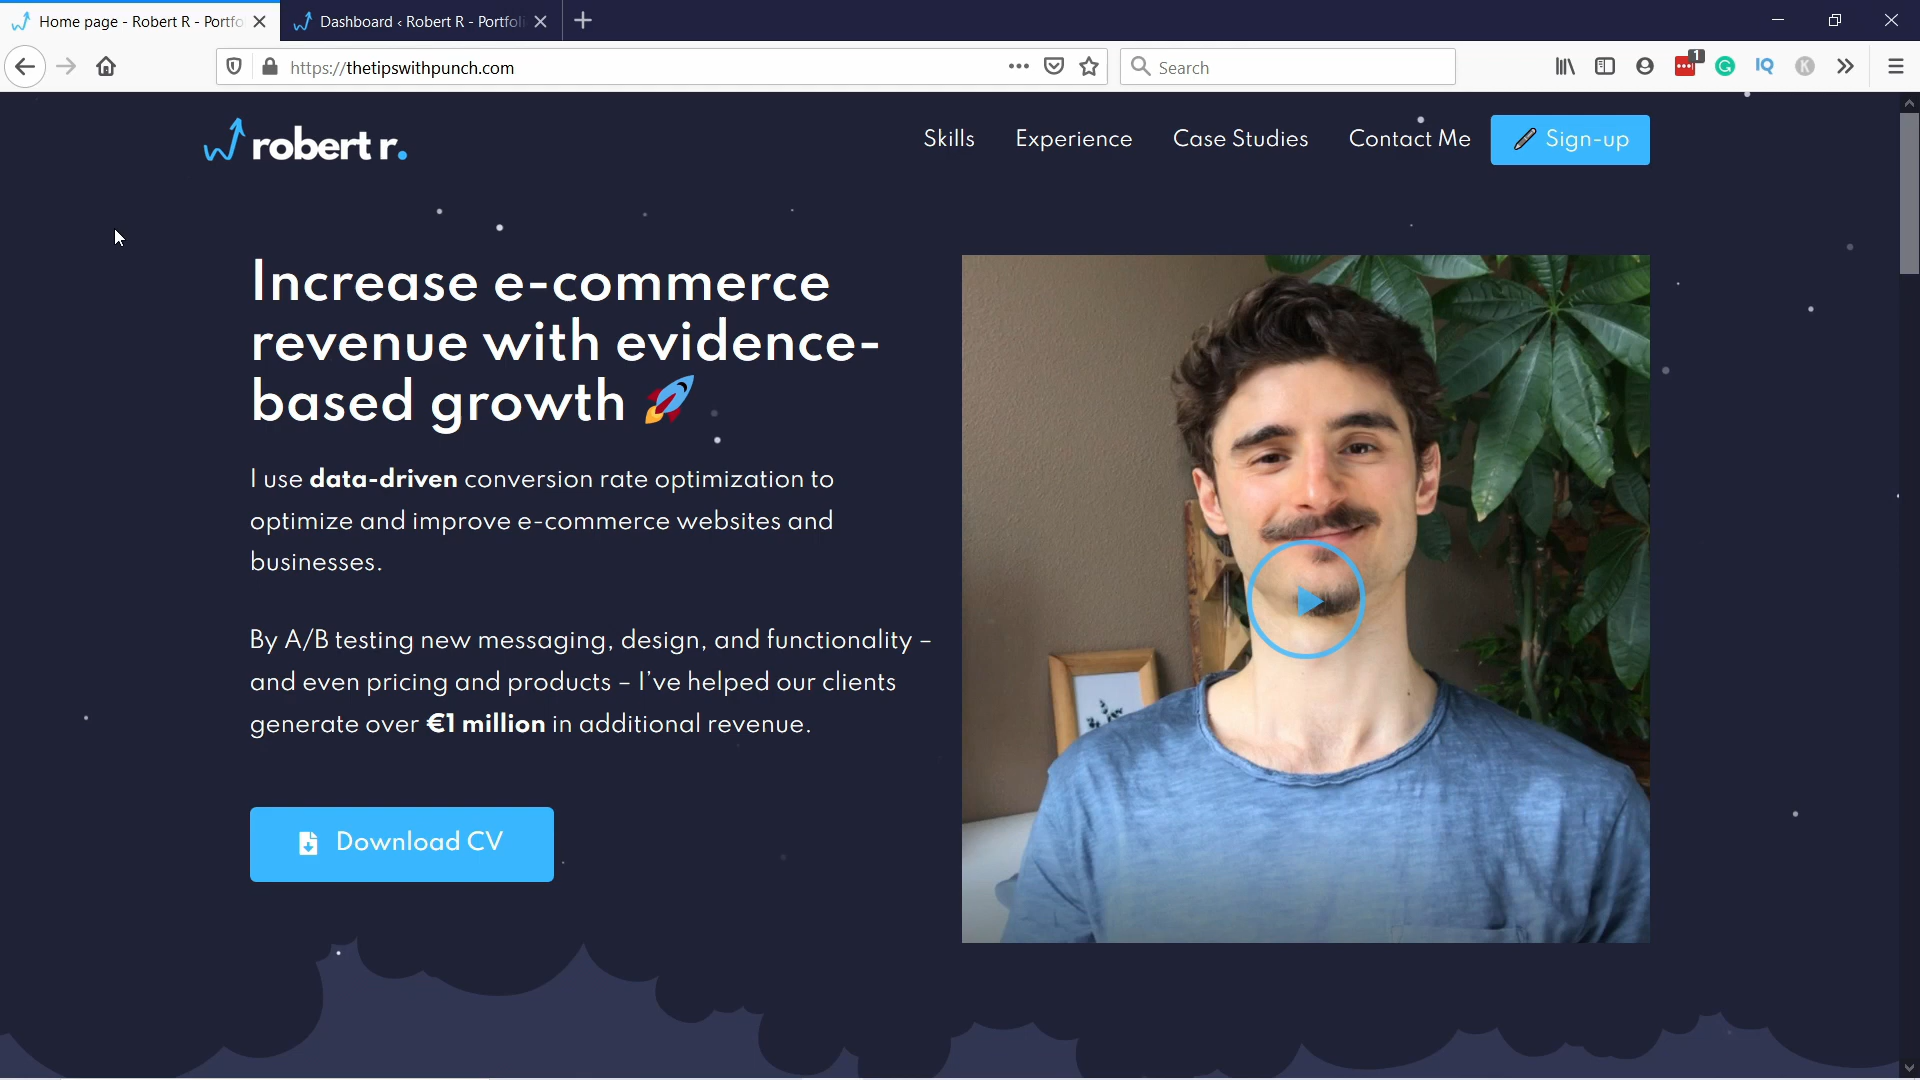 Home page - Robert R - Portfo
Dashboard ‹ Robert R - Portfoli
https://thetipswithpunch.com
Search
1
IQ
K
robert r.
Skills
Experience
Case Studies
Contact Me
Sign-up
Increase e-commerce
revenue with evidence-
based growth
I use data-driven conversion rate optimization to
optimize and improve e-commerce websites and
businesses.
By A/B testing new messaging, design, and functionality –
and even pricing and products – I've helped our clients
generate over €1 million in additional revenue.
Download CV